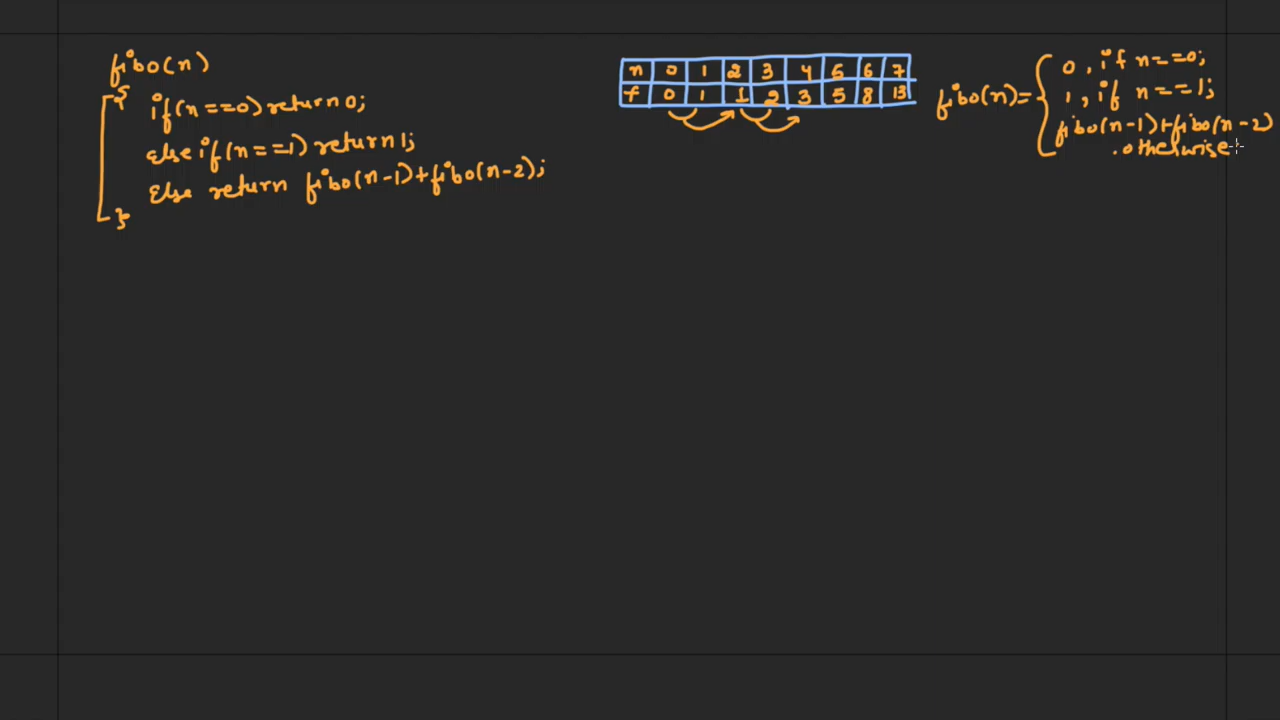 fibo(n)
{
if(n==0) return 0;
Else if(n==1) return 1;
Else return fibo(n-1)+fibo(n-2);
}
n 0 1 2 3 4 5 6 7
f 0 1 1 2 3 5 8 13
fibo(n)= {
0, if n==0;
1, if n==1;
fibo(n-1)+fibo(n-2)
.otherwise